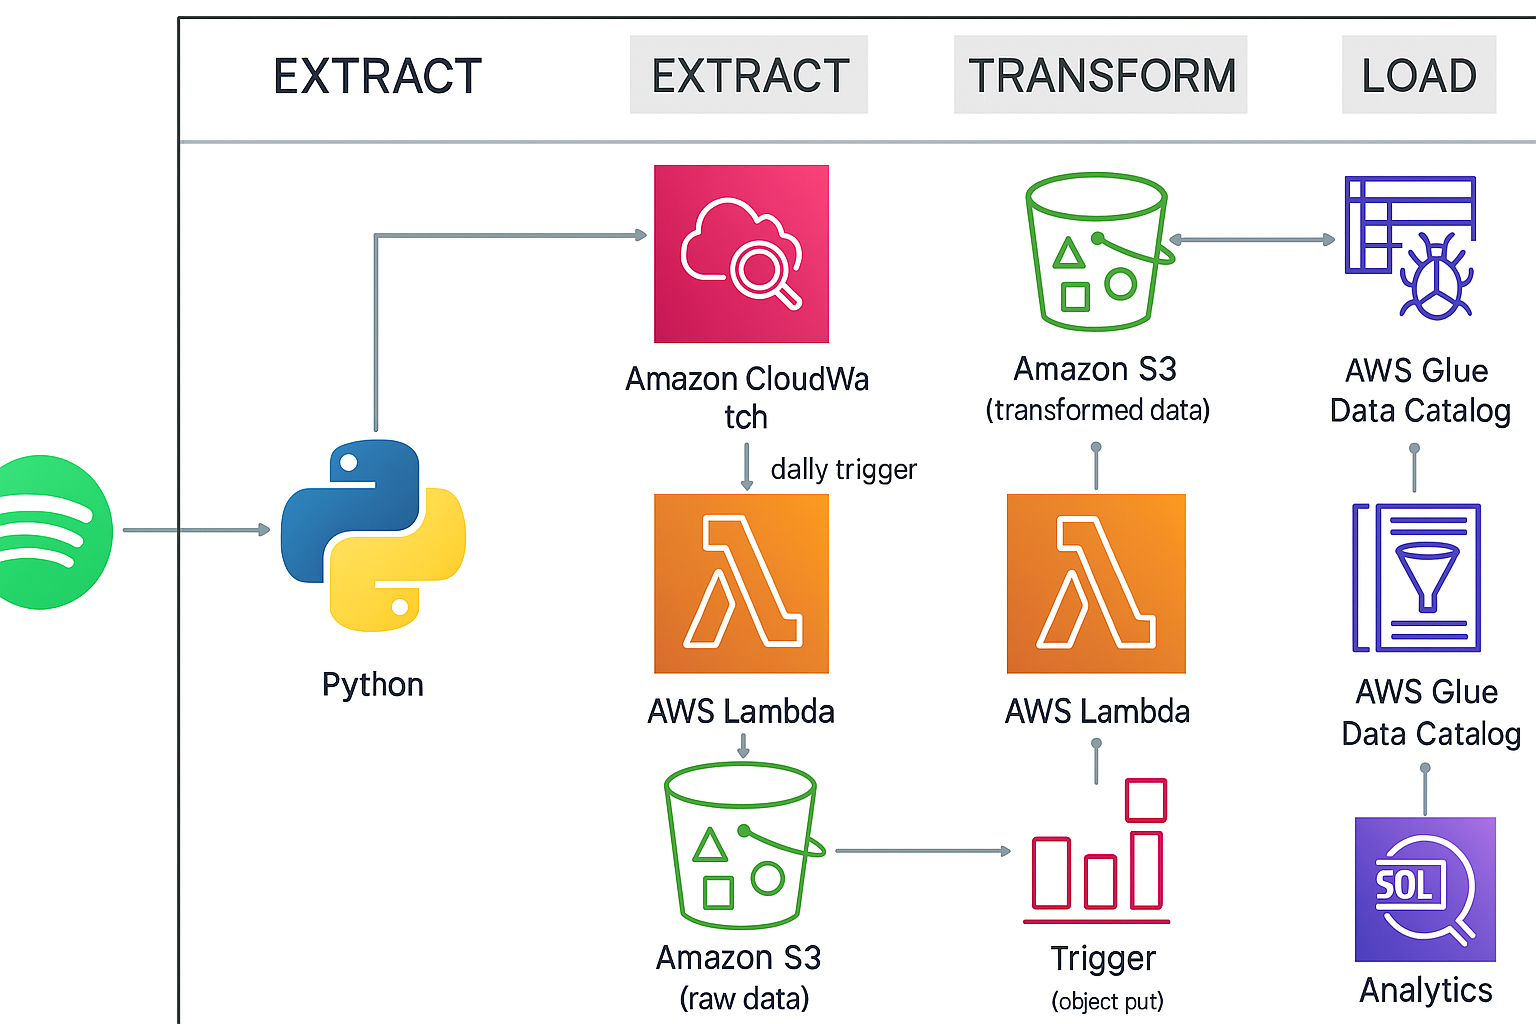 EXTRACT
EXTRACT
TRANSFORM
LOAD
Amazon CloudWa
tch
dally trigger
Amazon S3
(transformed data)
AWS Glue
Data Catalog
Python
AWS Lambda
AWS Lambda
AWS Glue
Data Catalog
Amazon S3
(raw data)
Trigger
(object put)
SOL
Analytics